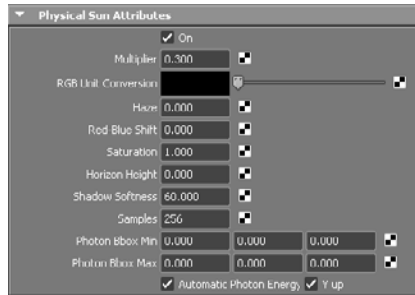 Physical Sun Attributes
On
Multiplier 0.300
RGB Unit Conversion
Haze 0.000
Red Blue Shift 0.000
Saturation 1.000
Horizon Height 0.000
Shadow Softness 60.000
Samples 256
Photon Bbox Min 0.000 0.000 0.000
Photon Bbox Max 0.000 0.000 0.000
Automatic Photon Energy Y up